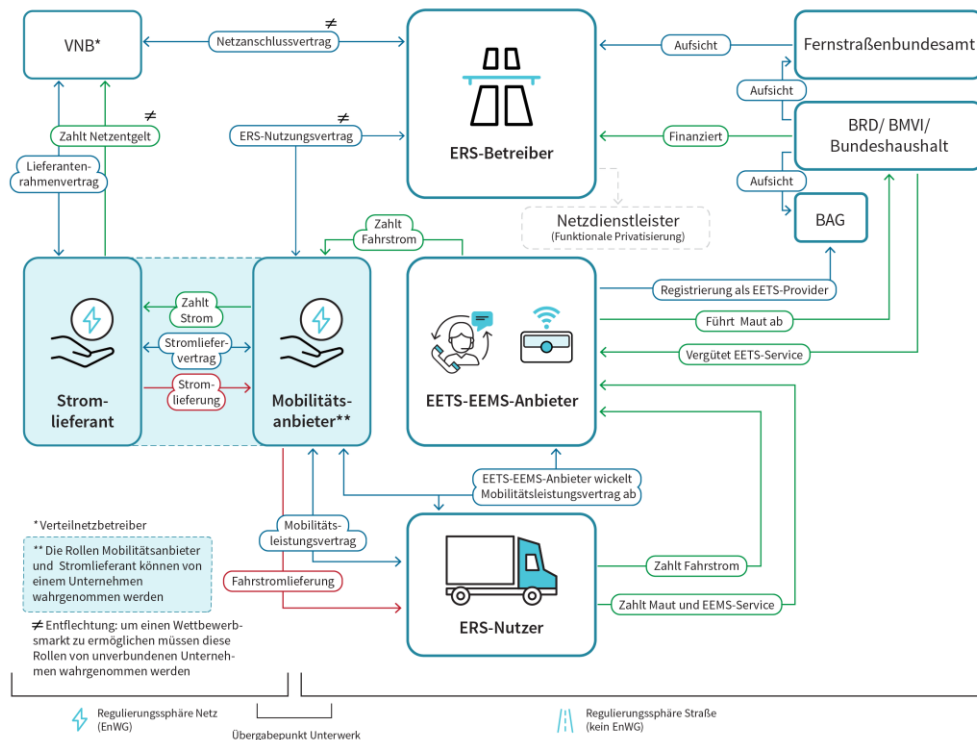 VNB*
Netzanschlussvertrag
≠
Aufsicht
Fernstraßenbundesamt
Zahlt Netzentgelt
≠
ERS-Nutzungsvertrag
≠
ERS-Betreiber
Aufsicht
Finanziert
BRD/ BMVI/
Bundeshaushalt
Lieferanten-
rahmenvertrag
Aufsicht
BAG
Netzdienstleister
(Funktionale Privatisierung)
Zahlt
Fahrstrom
Zahlt
Strom
Stromliefer-
vertrag
Strom-
lieferung
Strom-
lieferant
Mobilitäts-
anbieter**
EETS-EEMS-Anbieter
Registrierung als EETS-Provider
Führt Maut ab
Vergütet EETS-Service
EETS-EEMS-Anbieter wickelt
Mobilitätsleistungsvertrag ab
Mobilitäts-
leistungsvertrag
Fahrstromlieferung
ERS-Nutzer
Zahlt Fahrstrom
Zahlt Maut und EEMS-Service
*Verteilnetzbetreiber
** Die Rollen Mobilitätsanbieter
und Stromlieferant können von
einem Unternehmen
wahrgenommen werden
≠ Entflechtung: um einen Wettbewerb-
smarkt zu ermöglichen müssen diese
Rollen von unverbundenen Unterneh-
men wahrgenommen werden
Regulierungssphäre Netz
(EnWG)
Übergabepunkt Unterwerk
Regulierungssphäre Straße
(kein EnWG)